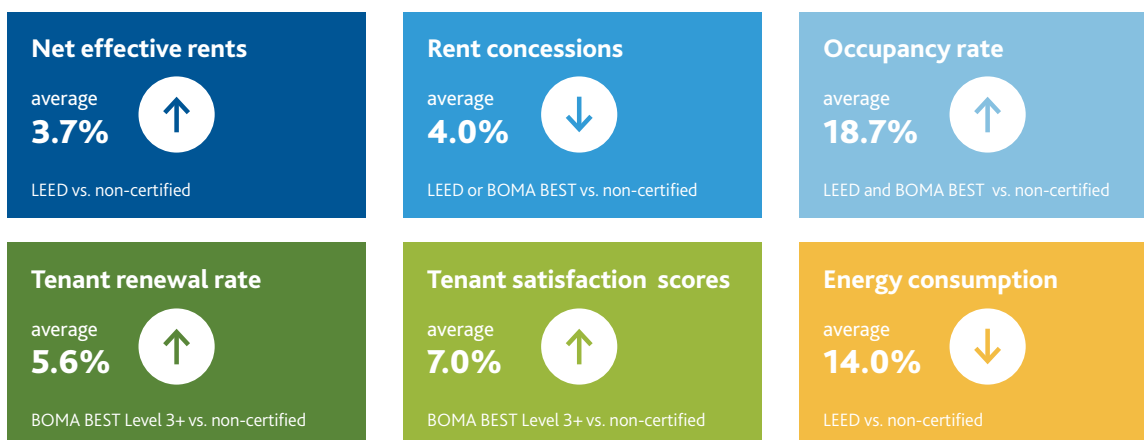 Net effective rents
average
3.7%
LEED vs. non-certified
Rent concessions
average
4.0%
LEED or BOMA BEST vs. non-certified
Occupancy rate
average
18.7%
LEED and BOMA BEST vs. non-certified
Tenant renewal rate
average
5.6%
BOMA BEST Level 3+ vs. non-certified
Tenant satisfaction scores
average
7.0%
BOMA BEST Level 3+ vs. non-certified
Energy consumption
average
14.0%
LEED vs. non-certified